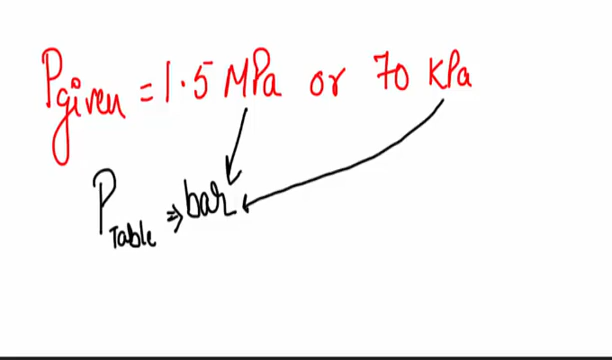 Pgiven = 1.5 MPa or 70 KPa
PTable ⇒ bar